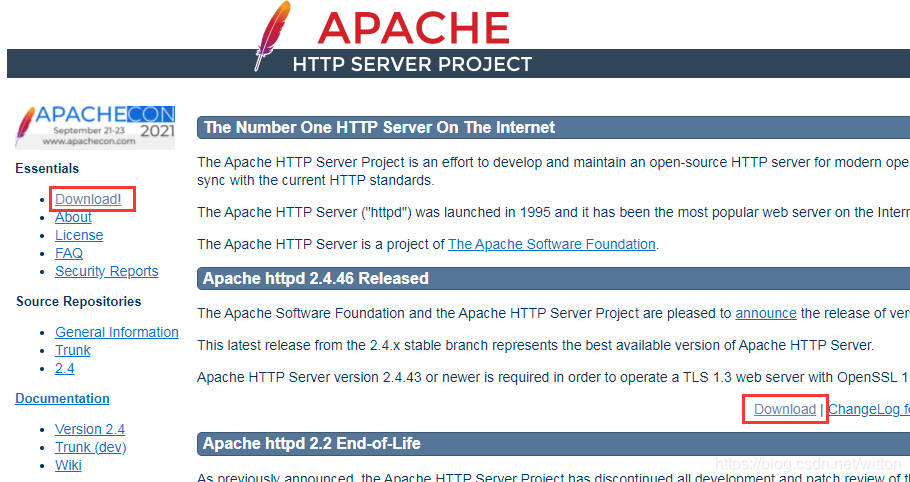 APACHE
HTTP SERVER PROJECT
APACHECON
September 21-23 2021
www.apachecon.com
Essentials
Download!
About
License
FAQ
Security Reports
Source Repositories
General Information
Trunk
2.4
Documentation
Version 2.4
Trunk (dev)
Wiki
The Number One HTTP Server On The Internet
The Apache HTTP Server Project is an effort to develop and maintain an open-source HTTP server for modern ope
sync with the current HTTP standards.
The Apache HTTP Server ("httpd") was launched in 1995 and it has been the most popular web server on the Intern
The Apache HTTP Server is a project of The Apache Software Foundation.
Apache httpd 2.4.46 Released
The Apache Software Foundation and the Apache HTTP Server Project are pleased to announce the release of ver
This latest release from the 2.4.x stable branch represents the best available version of Apache HTTP Server.
Apache HTTP Server version 2.4.43 or newer is required in order to operate a TLS 1.3 web server with OpenSSL 1
Download | ChangeLog fo
Apache httpd 2.2 End-of-Life
As previously announced, the Apache HTTP Server Project has discontinued all development and patch review of the
https://blog.csdn.net/witton